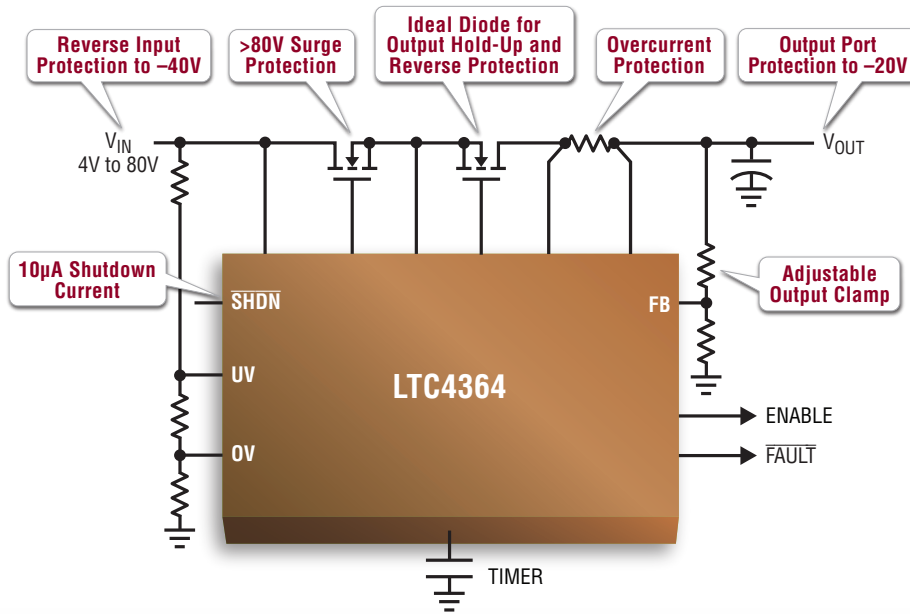 Reverse Input
Protection to –40V
>80V Surge
Protection
Ideal Diode for
Output Hold-Up and
Reverse Protection
Overcurrent
Protection
Output Port
Protection to –20V
VIN
4V to 80V
VOUT
10µA Shutdown
Current
SHDN
FB
Adjustable
Output Clamp
UV
LTC4364
ENABLE
OV
FAULT
TIMER